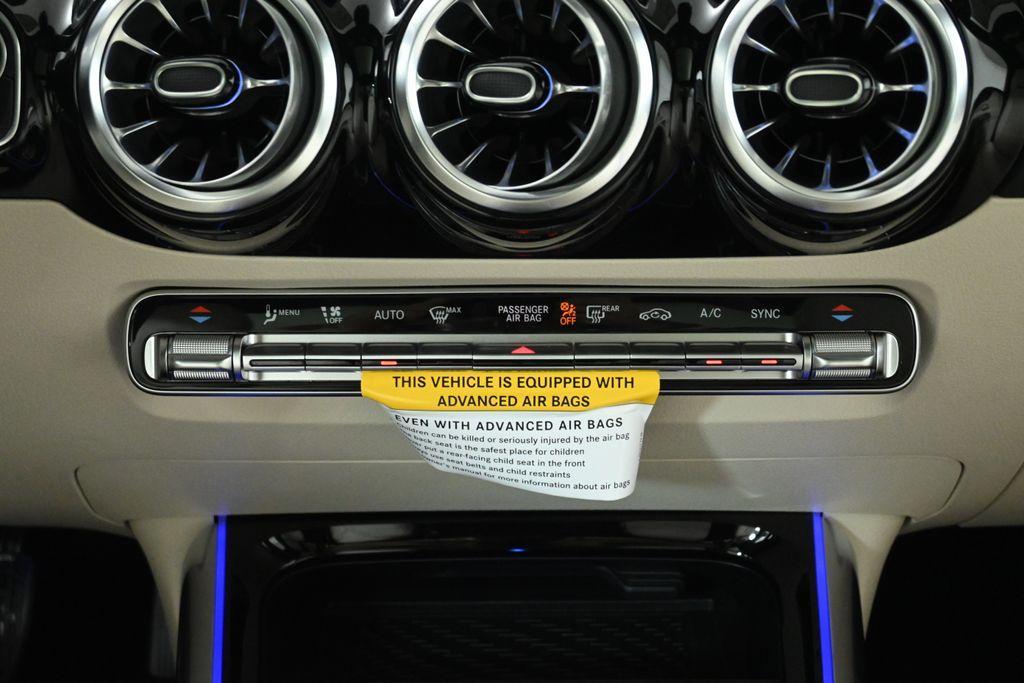 MENU
OFF
AUTO
MAX
PASSENGER
AIR BAG
OFF
REAR
A/C
SYNC
THIS VEHICLE IS EQUIPPED WITH
ADVANCED AIR BAGS
EVEN WITH ADVANCED AIR BAGS
Children can be killed or seriously injured by the air bag
back seat is the safest place for children
put a rear-facing child seat in the front
use seat belts and child restraints
manual for more information about air bags